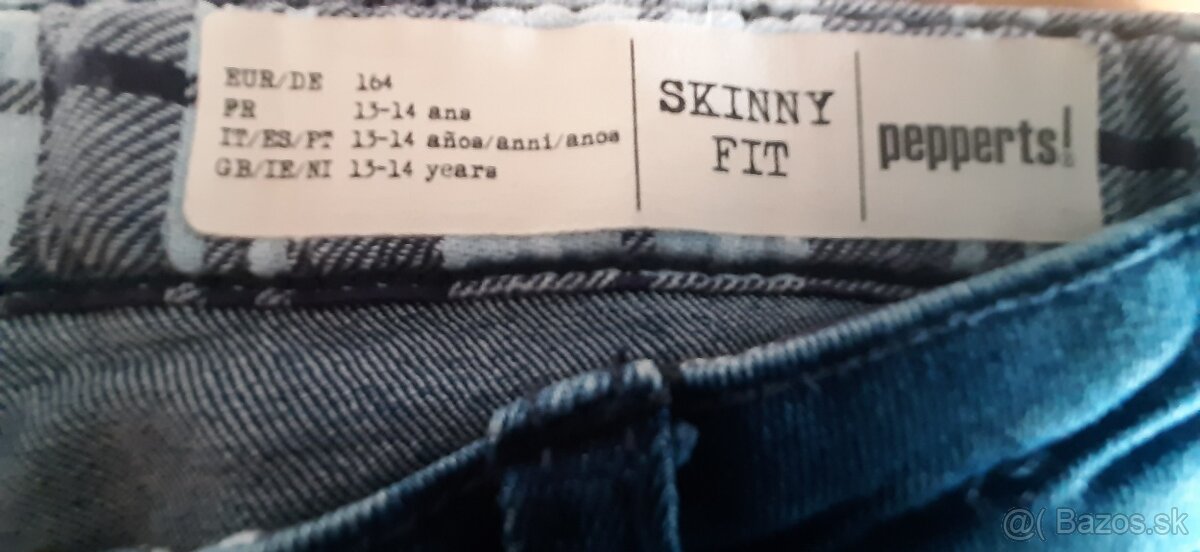 EUR/DE 164
FR 13-14 ans
IT/ES/PT 13-14 años/anni/anos
GB/IE/NI 13-14 years
SKINNY
FIT
pepperts!
@( Bazos.sk